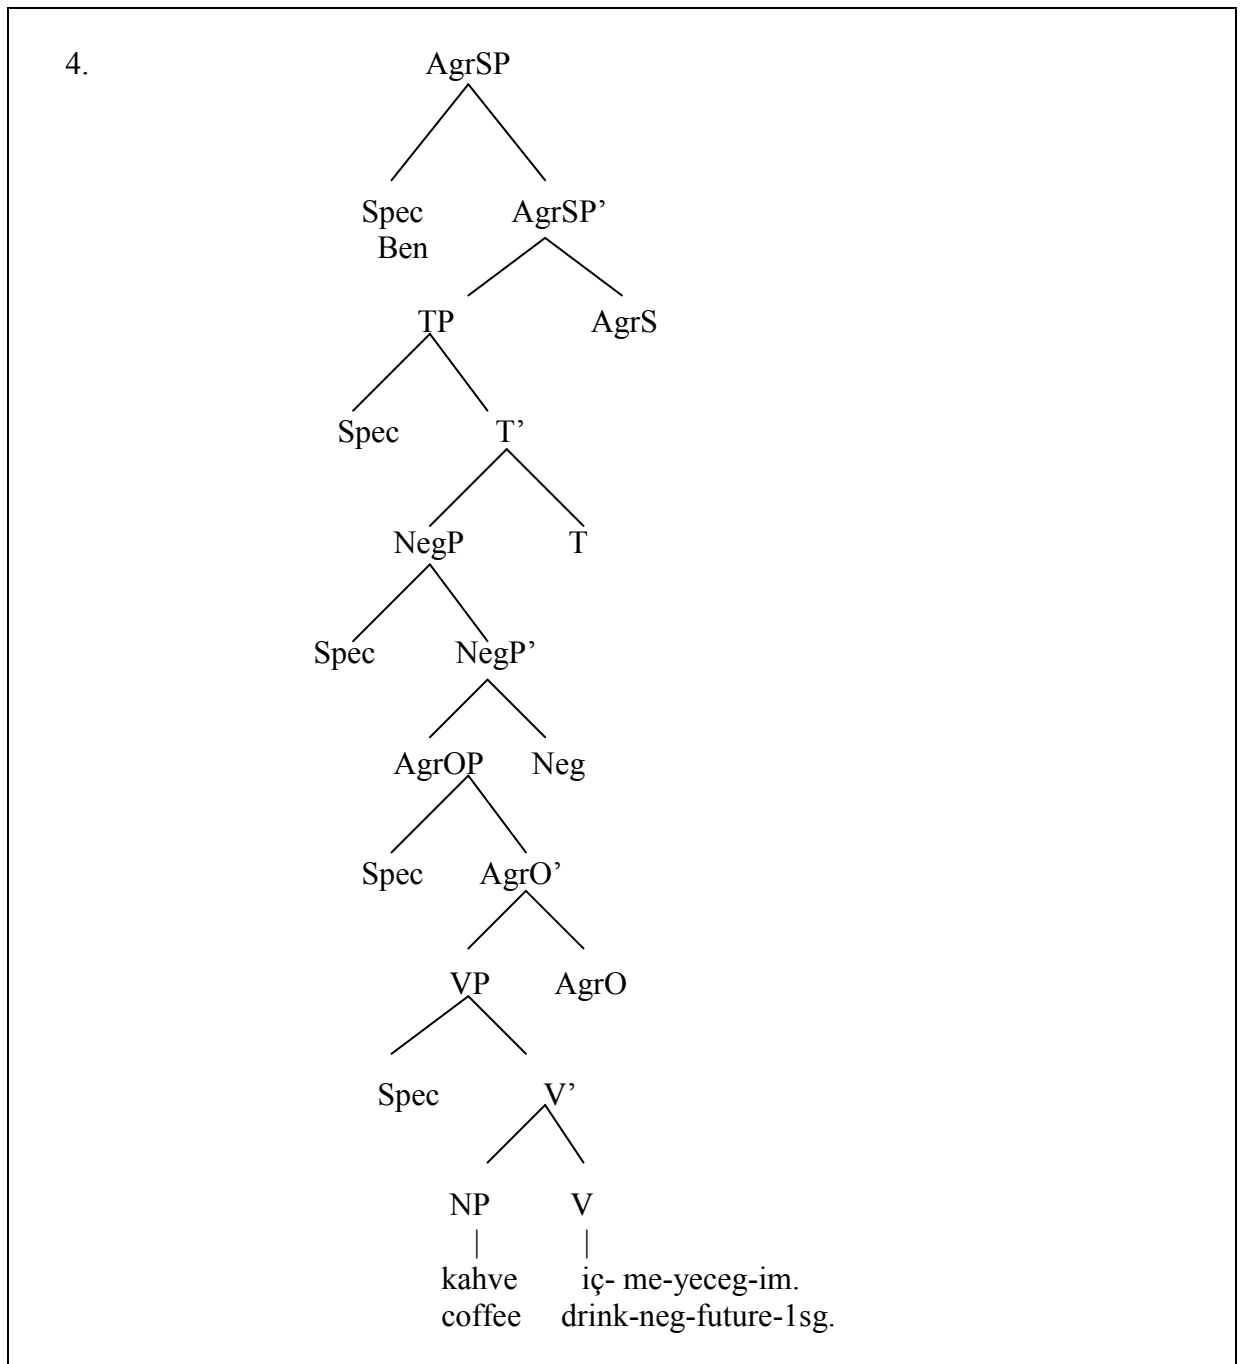 4. AgrSP
Spec AgrSP’
Ben
TP AgrS
Spec T’
NegP T
Spec NegP’
AgrOP Neg
Spec AgrO’
VP AgrO
Spec V’
NP V
| |
kahve iç- me-yeceg-im.
coffee drink-neg-future-1sg.